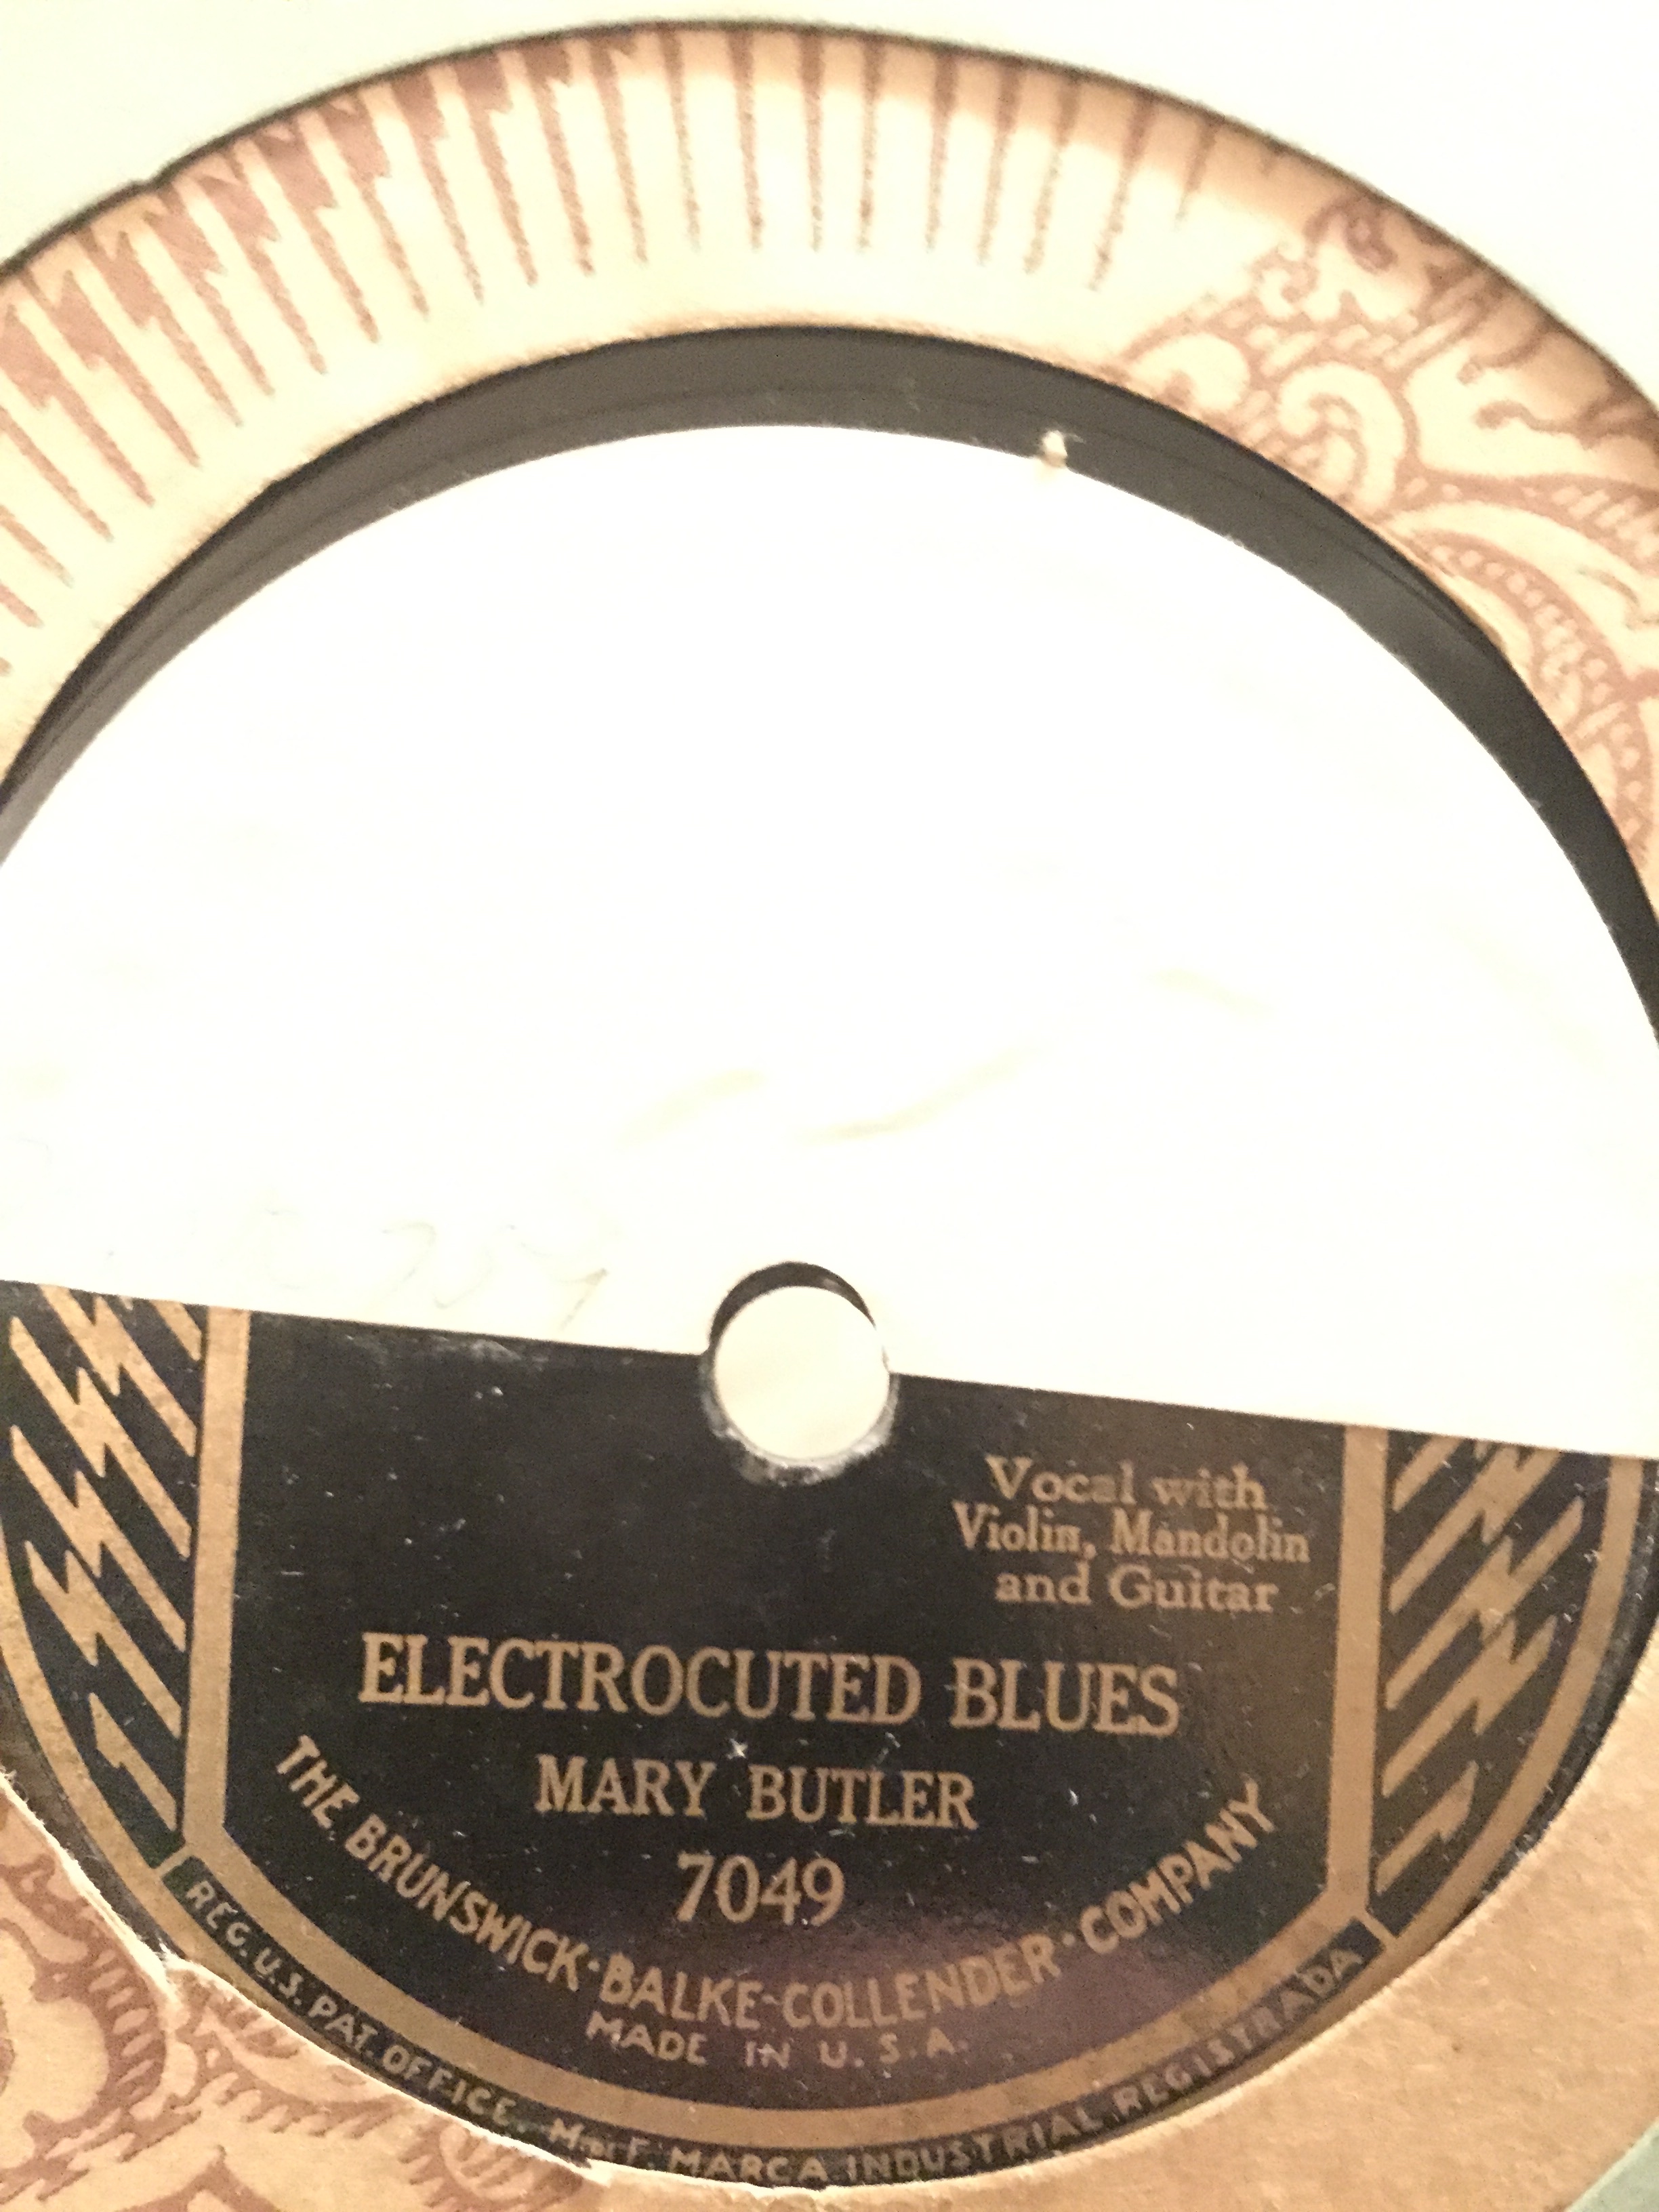 Vocal with
Violin, Mandolin
and Guitar
ELECTROCUTED BLUES
MARY BUTLER
7049
THE BRUNSWICK·BALKE-COLLENDER·COMPANY
MADE IN U.S.A.
REG. U.S. PAT. OFFICE. MARCA INDUSTRIAL REGISTRADA